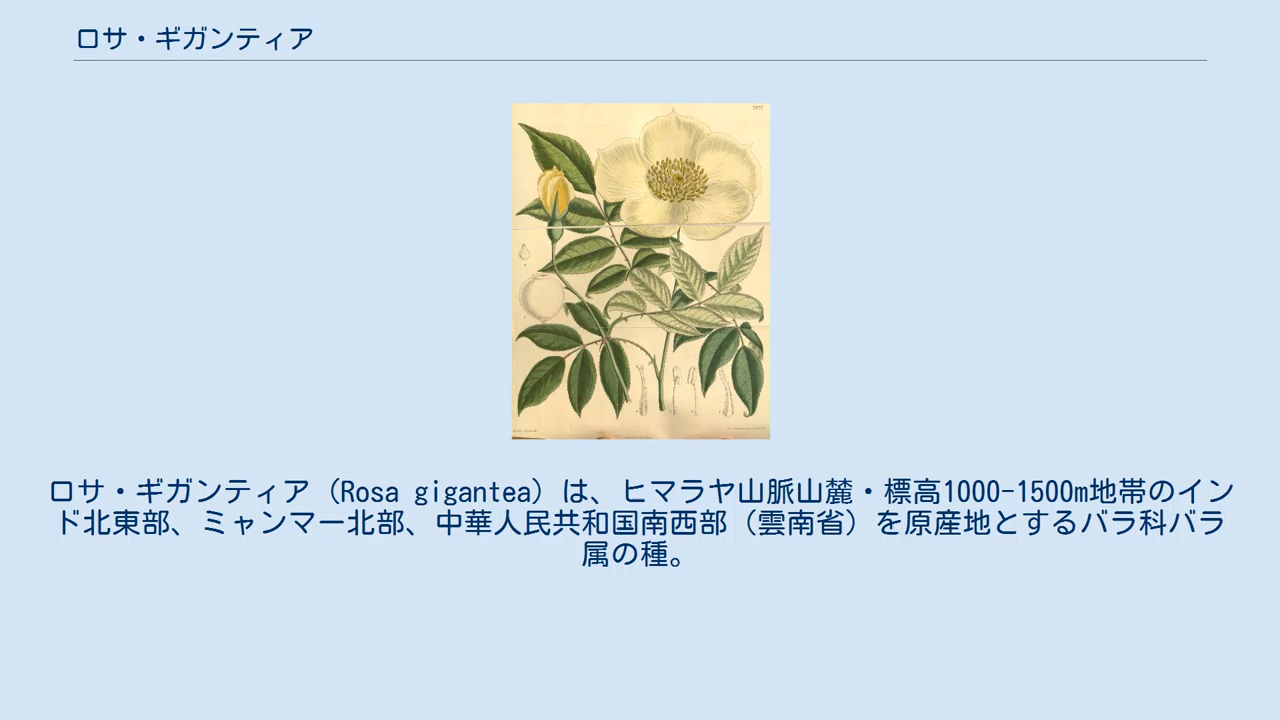 ロサ・ギガンティア
ロサ・ギガンティア（Rosa gigantea）は、ヒマラヤ山脈山麓・標高1000-1500m地帯のイン
ド北東部、ミャンマー北部、中華人民共和国南西部（雲南省）を原産地とするバラ科バラ
属の種。